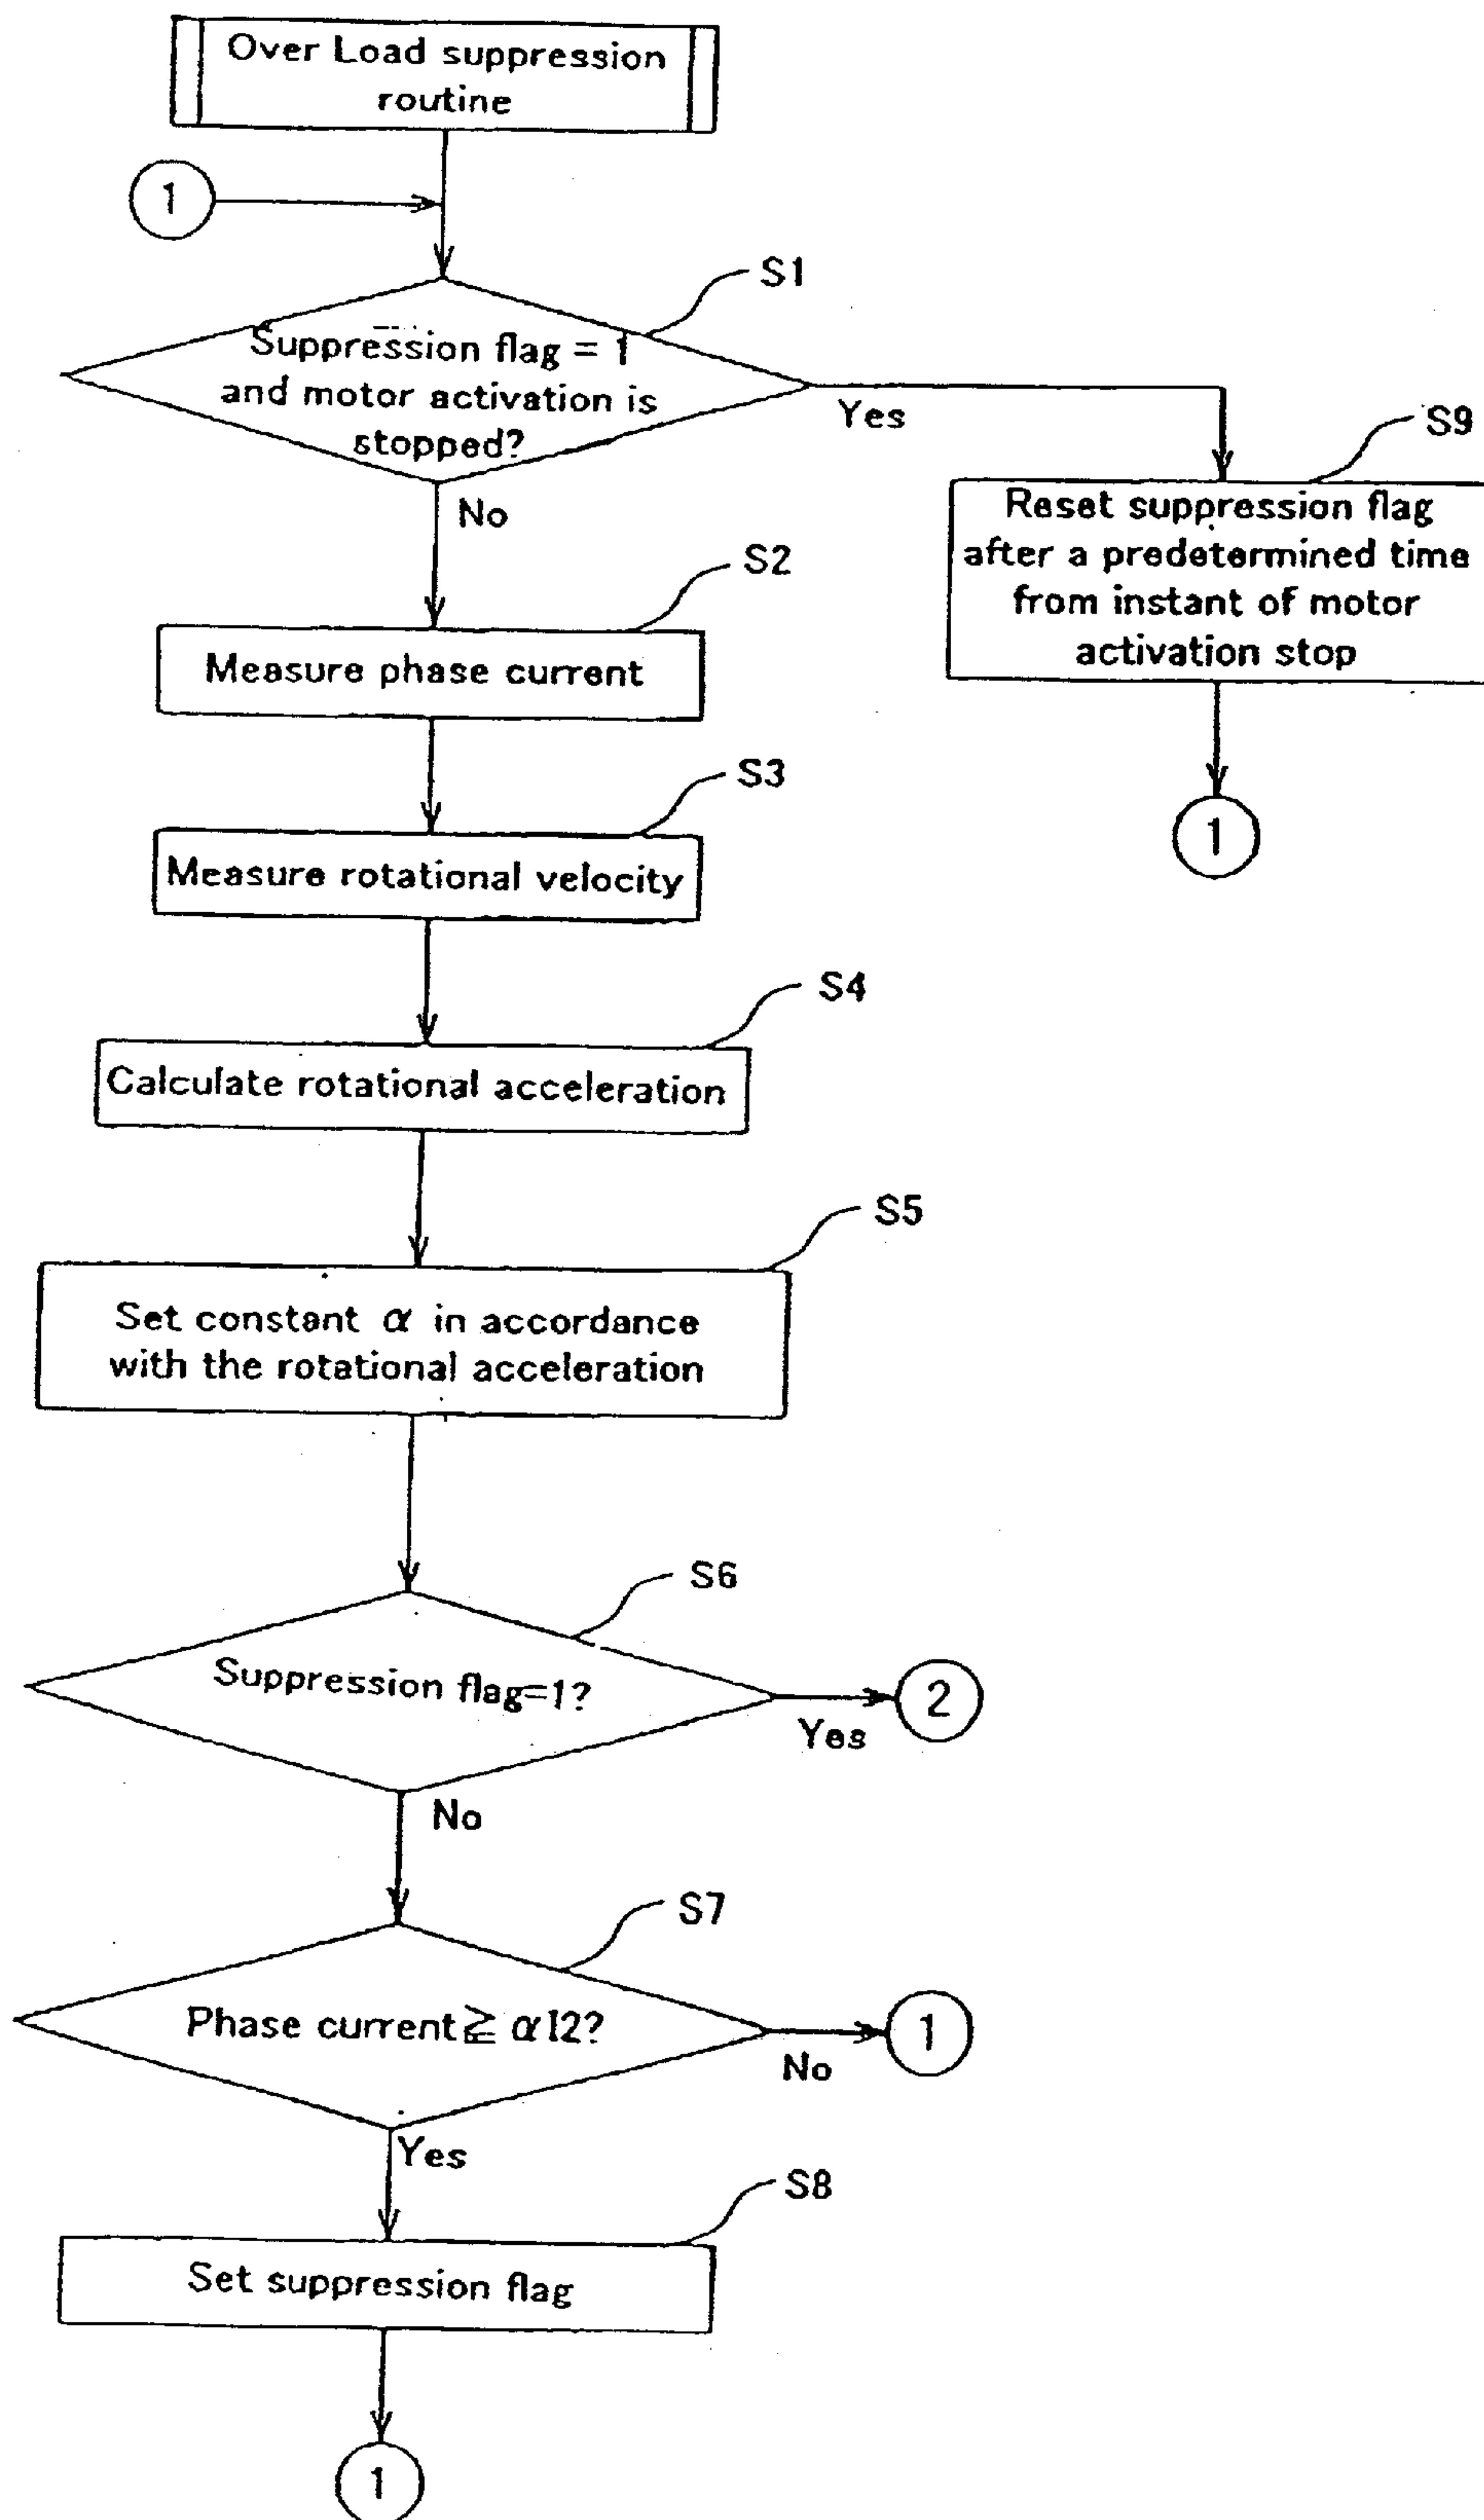 Over Load suppression
routine
1
S1
Suppression flag = 1
and motor activation is
stopped?
Yes
No
S9
Reset suppression flag
after a predetermined time
from instant of motor
activation stop
1
S2
Measure phase current
S3
Measure rotational velocity
S4
Calculate rotational acceleration
S5
Set constant α in accordance
with the rotational acceleration
S6
Suppression flag=1?
Yes
2
No
S7
Phase current ≧ αI2?
No
1
Yes
S8
Set suppression flag
1